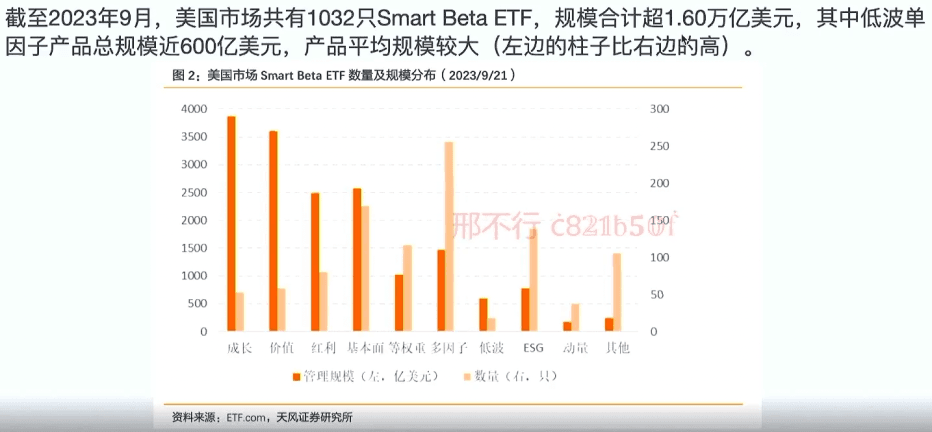 截至2023年9月，美国市场共有1032只Smart Beta ETF，规模合计超1.60万亿美元，其中低波单
因子产品总规模近600亿美元，产品平均规模较大（左边的柱子比右边的高）。
图 2：美国市场 Smart Beta ETF 数量及规模分布（2023/9/21）
4000 300
3500 250
3000
2500 200
2000 150
1500 100
1000
500 50
0 0
邢不行
成长 价值 红利 基本面 等权重 多因子 低波 ESG 动量 其他
管理规模（左，亿美元） 数量（右，只）
资料来源：ETF.com，天风证券研究所